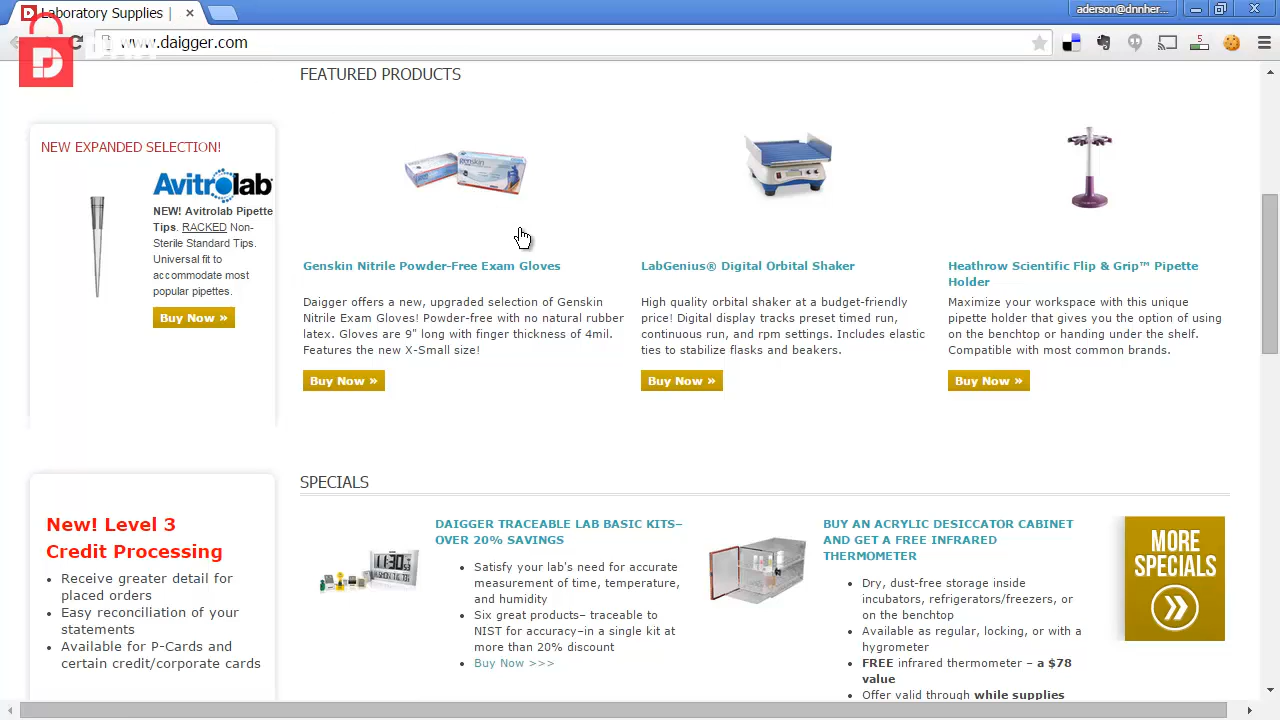 Laboratory Supplies |
aderson@dnnher...
www.daigger.com
5
FEATURED PRODUCTS
NEW EXPANDED SELECTION!
Avitrolab
NEW! Avitrolab Pipette
Tips. RACKED Non-
Sterile Standard Tips.
Universal fit to
accommodate most
popular pipettes.
Buy Now »
genskin
Genskin Nitrile Powder-Free Exam Gloves
Daigger offers a new, upgraded selection of Genskin
Nitrile Exam Gloves! Powder-free with no natural rubber
latex. Gloves are 9" long with finger thickness of 4mil.
Features the new X-Small size!
Buy Now »
LabGenius® Digital Orbital Shaker
High quality orbital shaker at a budget-friendly
price! Digital display tracks preset timed run,
continuous run, and rpm settings. Includes elastic
ties to stabilize flasks and beakers.
Buy Now »
Heathrow Scientific Flip & Grip™ Pipette
Holder
Maximize your workspace with this unique
pipette holder that gives you the option of using
on the benchtop or handing under the shelf.
Compatible with most common brands.
Buy Now »
New! Level 3
Credit Processing
• Receive greater detail for
placed orders
• Easy reconciliation of your
statements
• Available for P-Cards and
certain credit/corporate cards
SPECIALS
DAIGGER TRACEABLE LAB BASIC KITS–
OVER 20% SAVINGS
• Satisfy your lab's need for accurate
measurement of time, temperature,
and humidity
• Six great products– traceable to
NIST for accuracy–in a single kit at
more than 20% discount
• Buy Now >>>
BUY AN ACRYLIC DESICCATOR CABINET
AND GET A FREE INFRARED
THERMOMETER
• Dry, dust-free storage inside
incubators, refrigerators/freezers, or
on the benchtop
• Available as regular, locking, or with a
hygrometer
• FREE infrared thermometer – a $78
value
• Offer valid through while supplies
MORE
SPECIALS